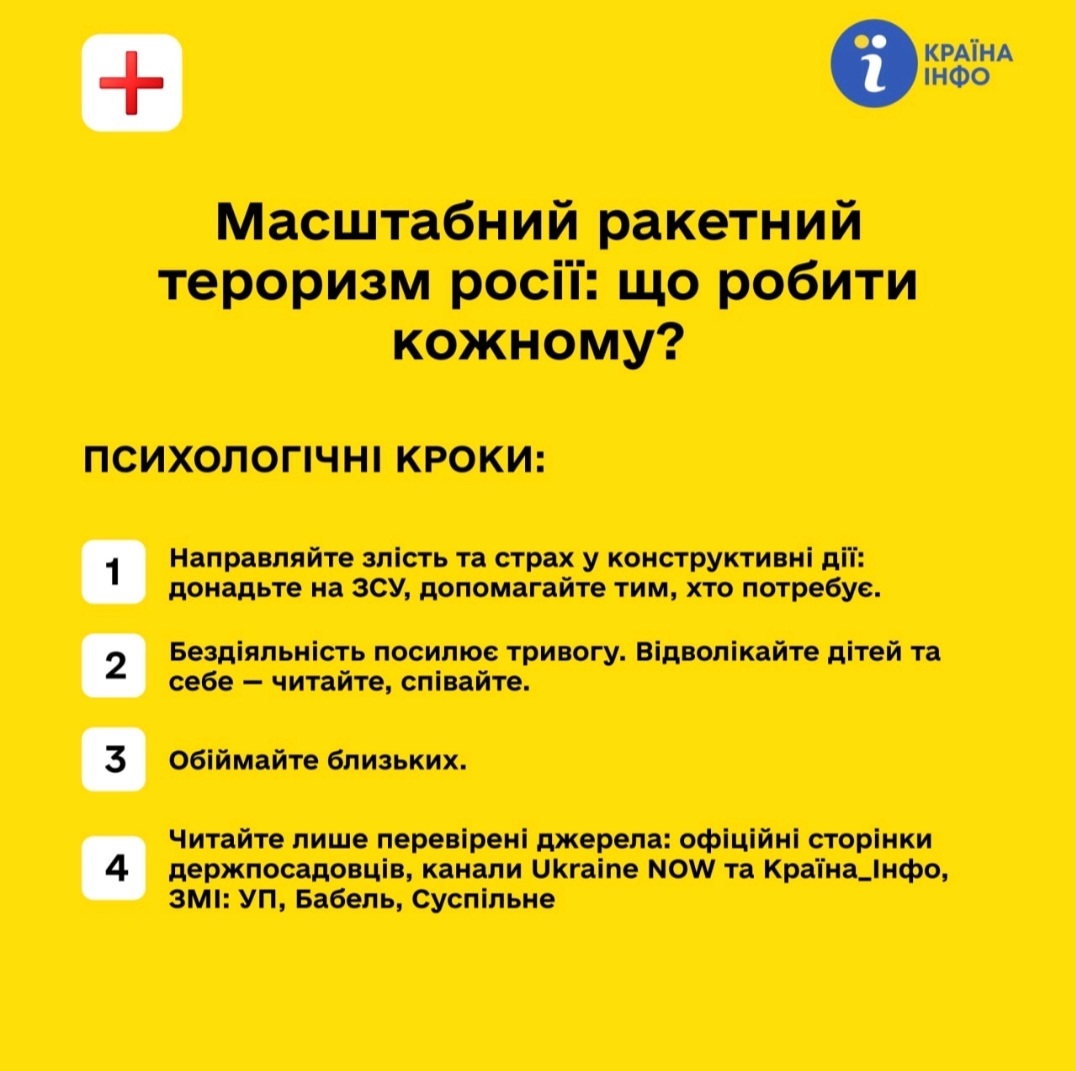 КРАЇНА
ІНФО
Масштабний ракетний
тероризм росії: що робити
кожному?
ПСИХОЛОГІЧНІ КРОКИ:
1
Направляйте злість та страх у конструктивні дії:
донадьте на ЗСУ, допомагайте тим, хто потребує.
2
Бездіяльність посилює тривогу. Відволікайте дітей та
себе — читайте, співайте.
3
Обіймайте близьких.
4
Читайте лише перевірені джерела: офіційні сторінки
держпосадовців, канали Ukraine NOW та Країна_Інфо,
ЗМІ: УП, Бабель, Суспільне